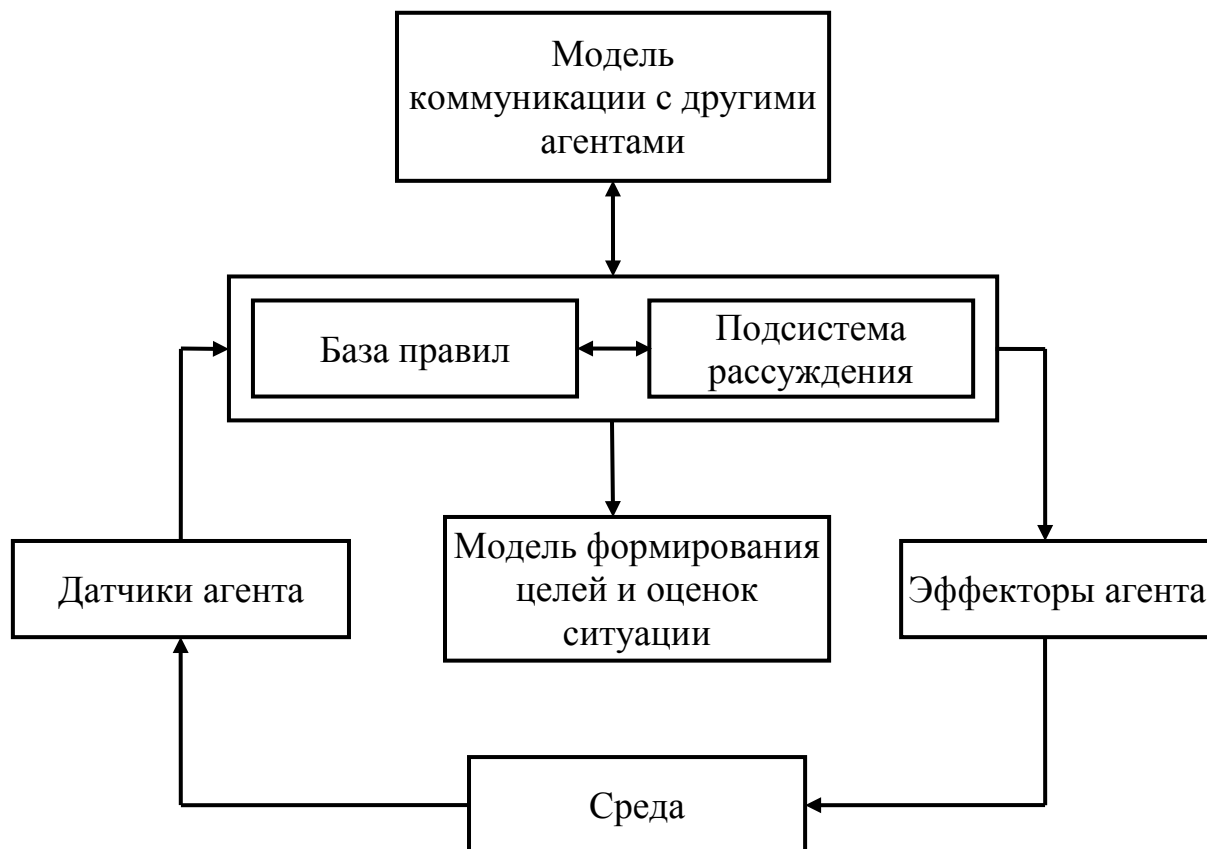 Модель
коммуникации с другими
агентами
База правил
Подсистема
рассуждения
Датчики агента
Модель формирования
целей и оценок
ситуации
Эффекторы агента
Среда